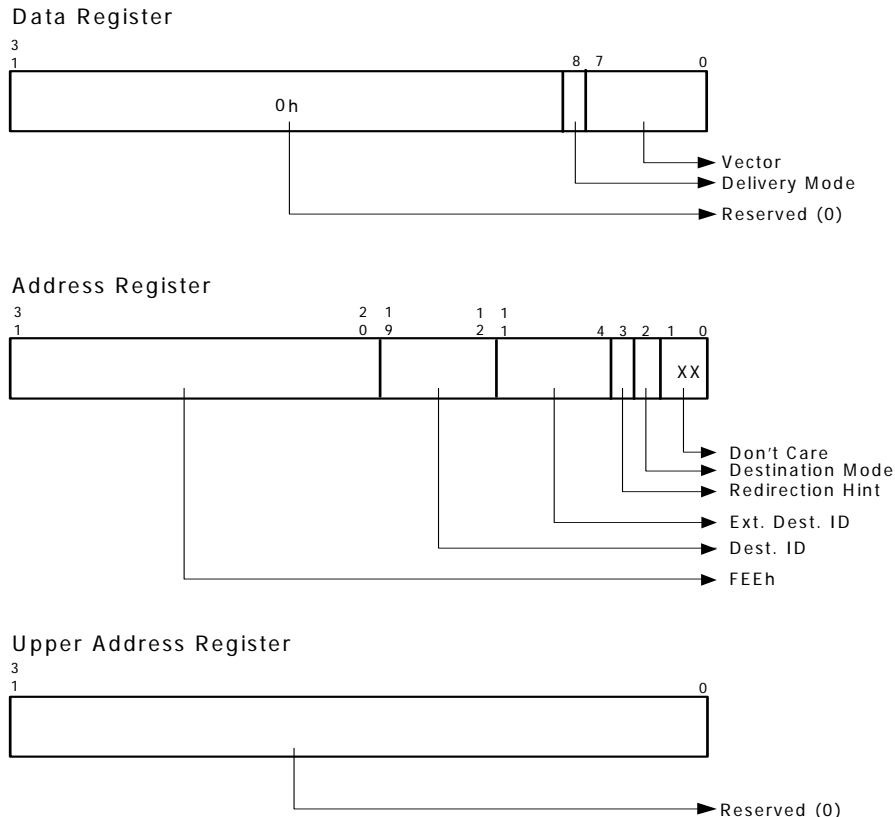 Data Register
3
1 8 7 0
0h
Vector
Delivery Mode
Reserved (0)
Address Register
3 2 1 1 1
1 0 9 2 1 4 3 2 1 0
XX
Don't Care
Destination Mode
Redirection Hint
Ext. Dest. ID
Dest. ID
FEEh
Upper Address Register
3
1 0
Reserved (0)